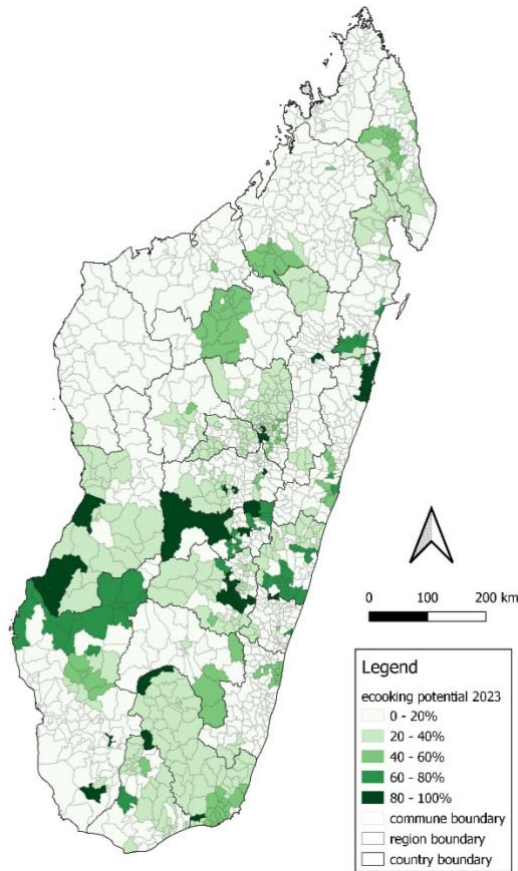 0 100 200 km
Legend
ecooking potential 2023
0 - 20%
20 - 40%
40 - 60%
60 - 80%
80 - 100%
commune boundary
region boundary
country boundary